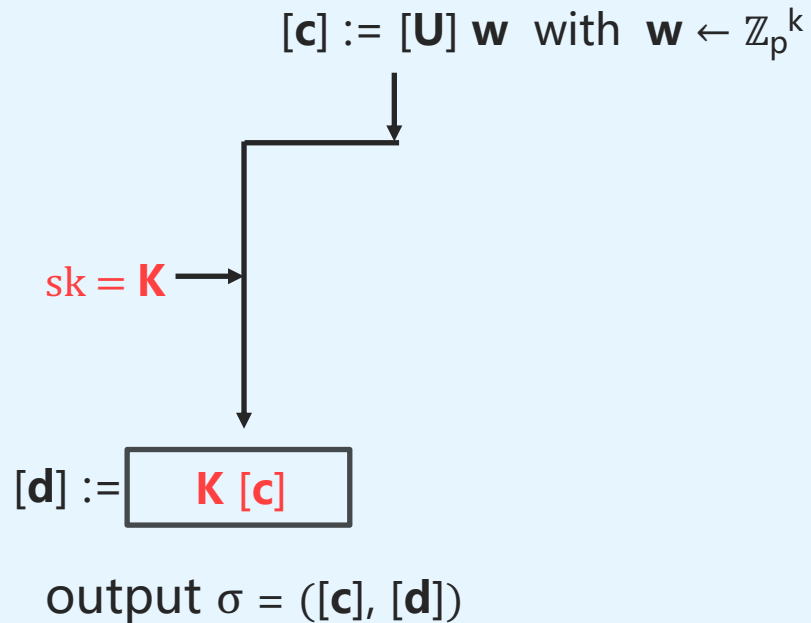 [c] := [U] w with w ← ℤₚᵏ
sk = K
[d] := K [c]
output σ = ([c], [d])